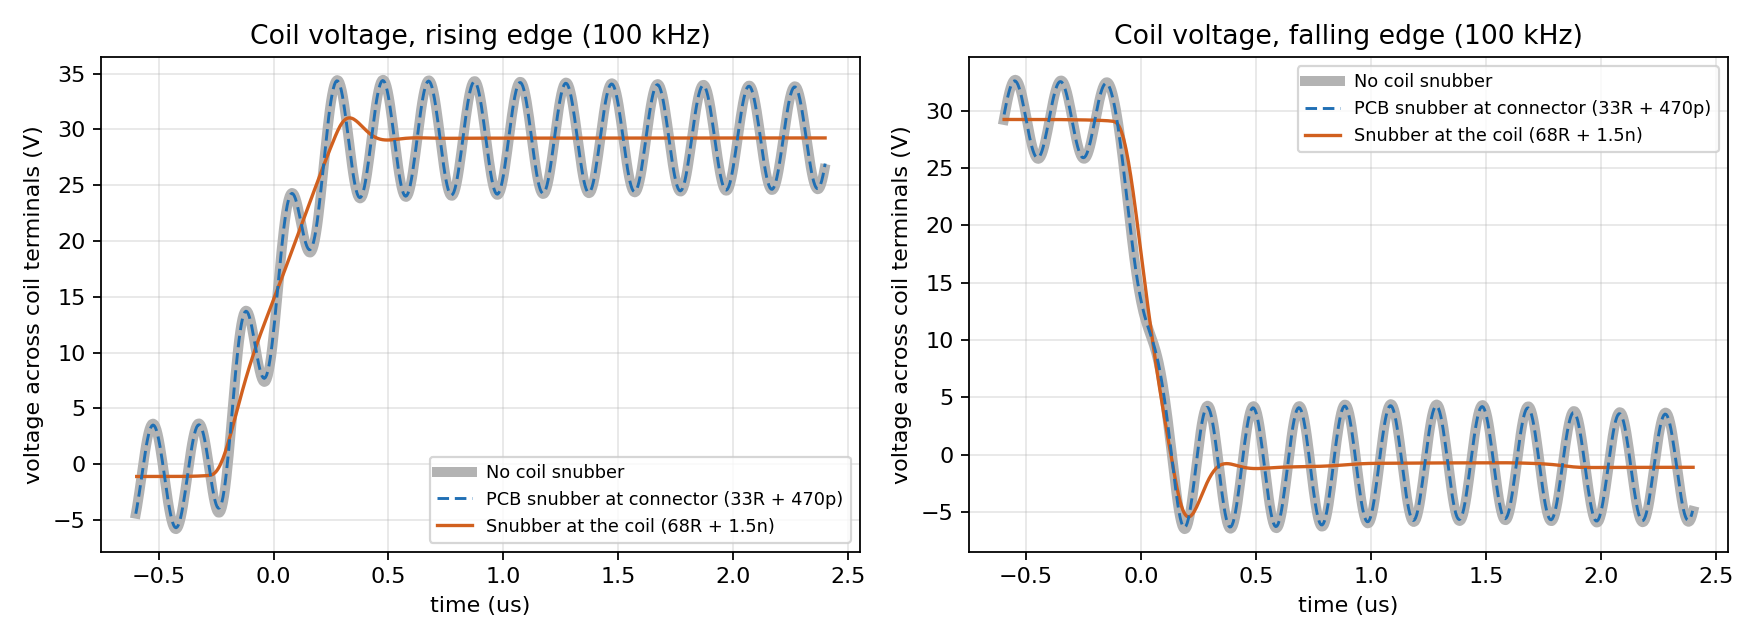 Coil voltage, rising edge (100 kHz)
voltage across coil terminals (V)
35
30
25
20
15
10
5
0
−5
No coil snubber
PCB snubber at connector (33R + 470p)
Snubber at the coil (68R + 1.5n)
−0.5
0.0
0.5
1.0
1.5
2.0
2.5
time (us)
Coil voltage, falling edge (100 kHz)
voltage across coil terminals (V)
30
25
20
15
10
5
0
−5
No coil snubber
PCB snubber at connector (33R + 470p)
Snubber at the coil (68R + 1.5n)
−0.5
0.0
0.5
1.0
1.5
2.0
2.5
time (us)